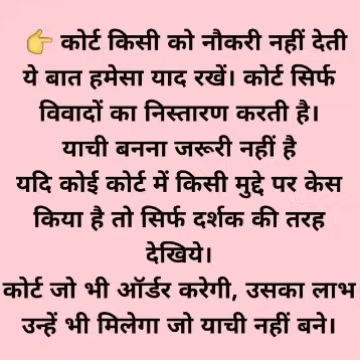 👉 कोर्ट किसी को नौकरी नहीं देती
ये बात हमेसा याद रखें। कोर्ट सिर्फ
विवादों का निस्तारण करती है।
याची बनना जरूरी नहीं है
यदि कोई कोर्ट में किसी मुद्दे पर केस
किया है तो सिर्फ दर्शक की तरह
देखिये।
कोर्ट जो भी ऑर्डर करेगी, उसका लाभ
उन्हें भी मिलेगा जो याची नहीं बने।